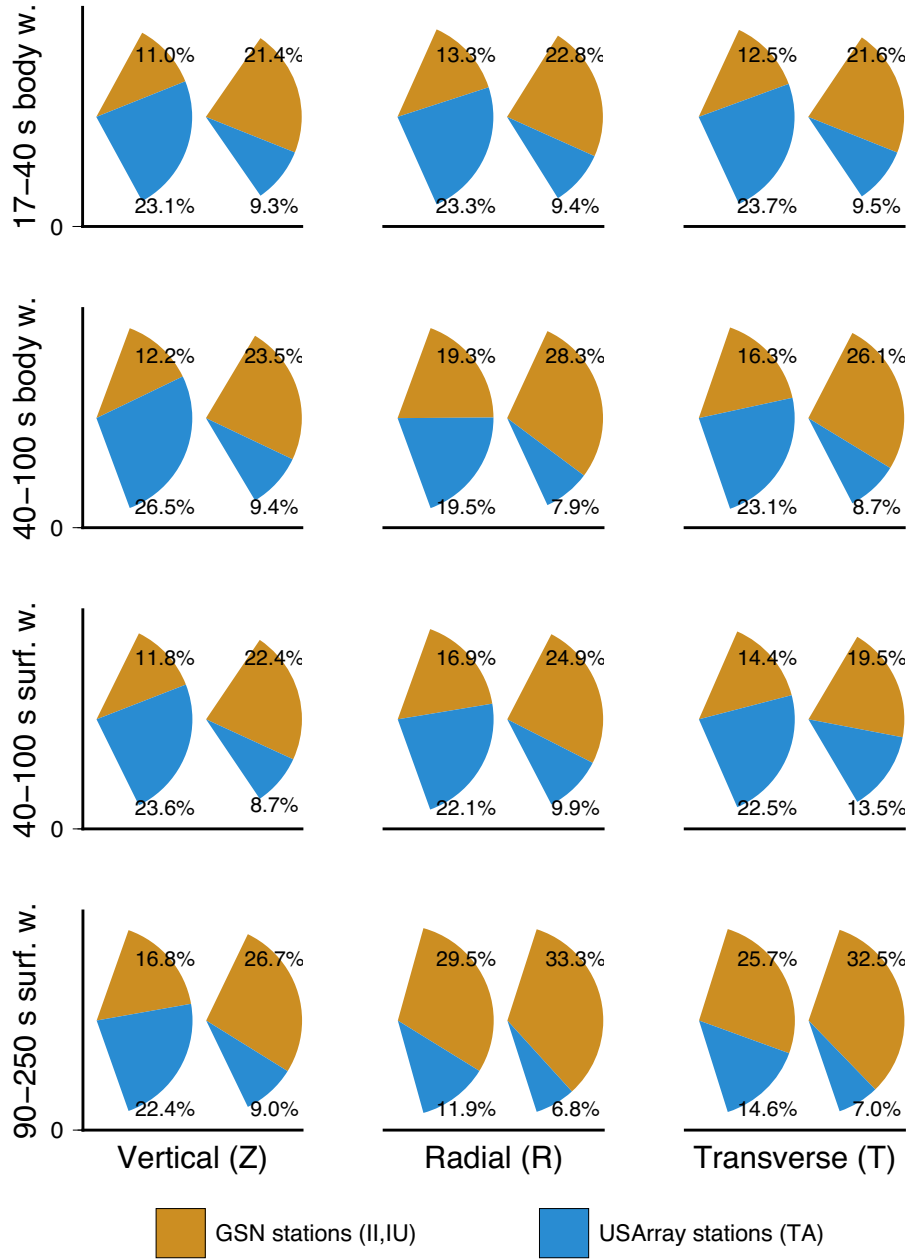 17−40 s body w.
11.0% 21.4% 13.3% 22.8% 12.5% 21.6%
23.1% 9.3% 23.3% 9.4% 23.7% 9.5%
0
40−100 s body w.
12.2% 23.5% 19.3% 28.3% 16.3% 26.1%
26.5% 9.4% 19.5% 7.9% 23.1% 8.7%
0
40−100 s surf. w.
11.8% 22.4% 16.9% 24.9% 14.4% 19.5%
23.6% 8.7% 22.1% 9.9% 22.5% 13.5%
0
90−250 s surf. w.
16.8% 26.7% 29.5% 33.3% 25.7% 32.5%
22.4% 9.0% 11.9% 6.8% 14.6% 7.0%
0
Vertical (Z) Radial (R) Transverse (T)
GSN stations (II,IU) USArray stations (TA)